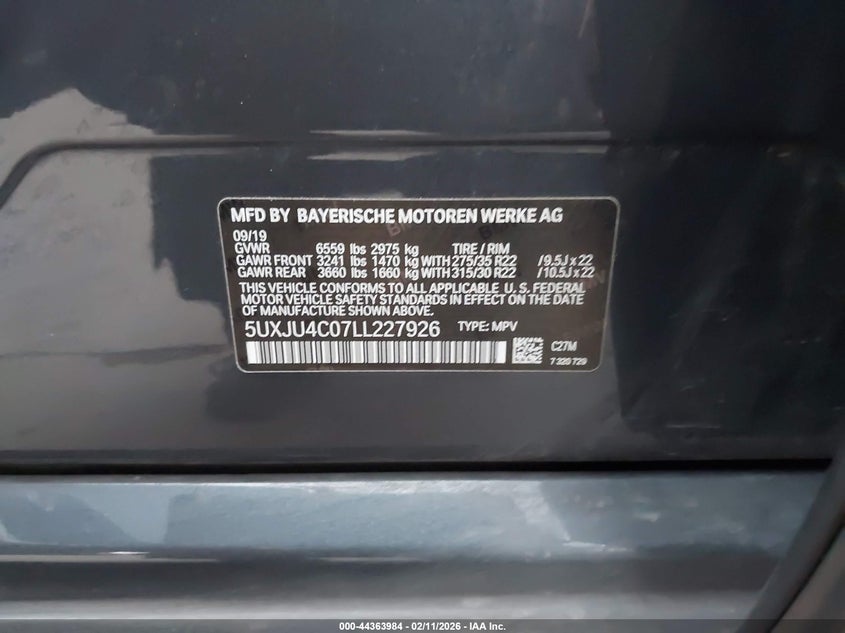 MFD BY BAYERISCHE MOTOREN WERKE AG
09/19
GVWR 6559 lbs 2975 kg TIRE / RIM
GAWR FRONT 3241 lbs 1470 kg WITH 275/35 R22 /9.5J x 22
GAWR REAR 3660 lbs 1660 kg WITH 315/30 R22 /10.5J x 22
THIS VEHICLE CONFORMS TO ALL APPLICABLE U. S. FEDERAL
MOTOR VEHICLE SAFETY STANDARDS IN EFFECT ON THE DATE
OF MANUFACTURE SHOWN ABOVE.
5UXJU4C07LL227926 TYPE: MPV
C27M
7 320 729
000-44363984 - 02/11/2026 - IAA Inc.